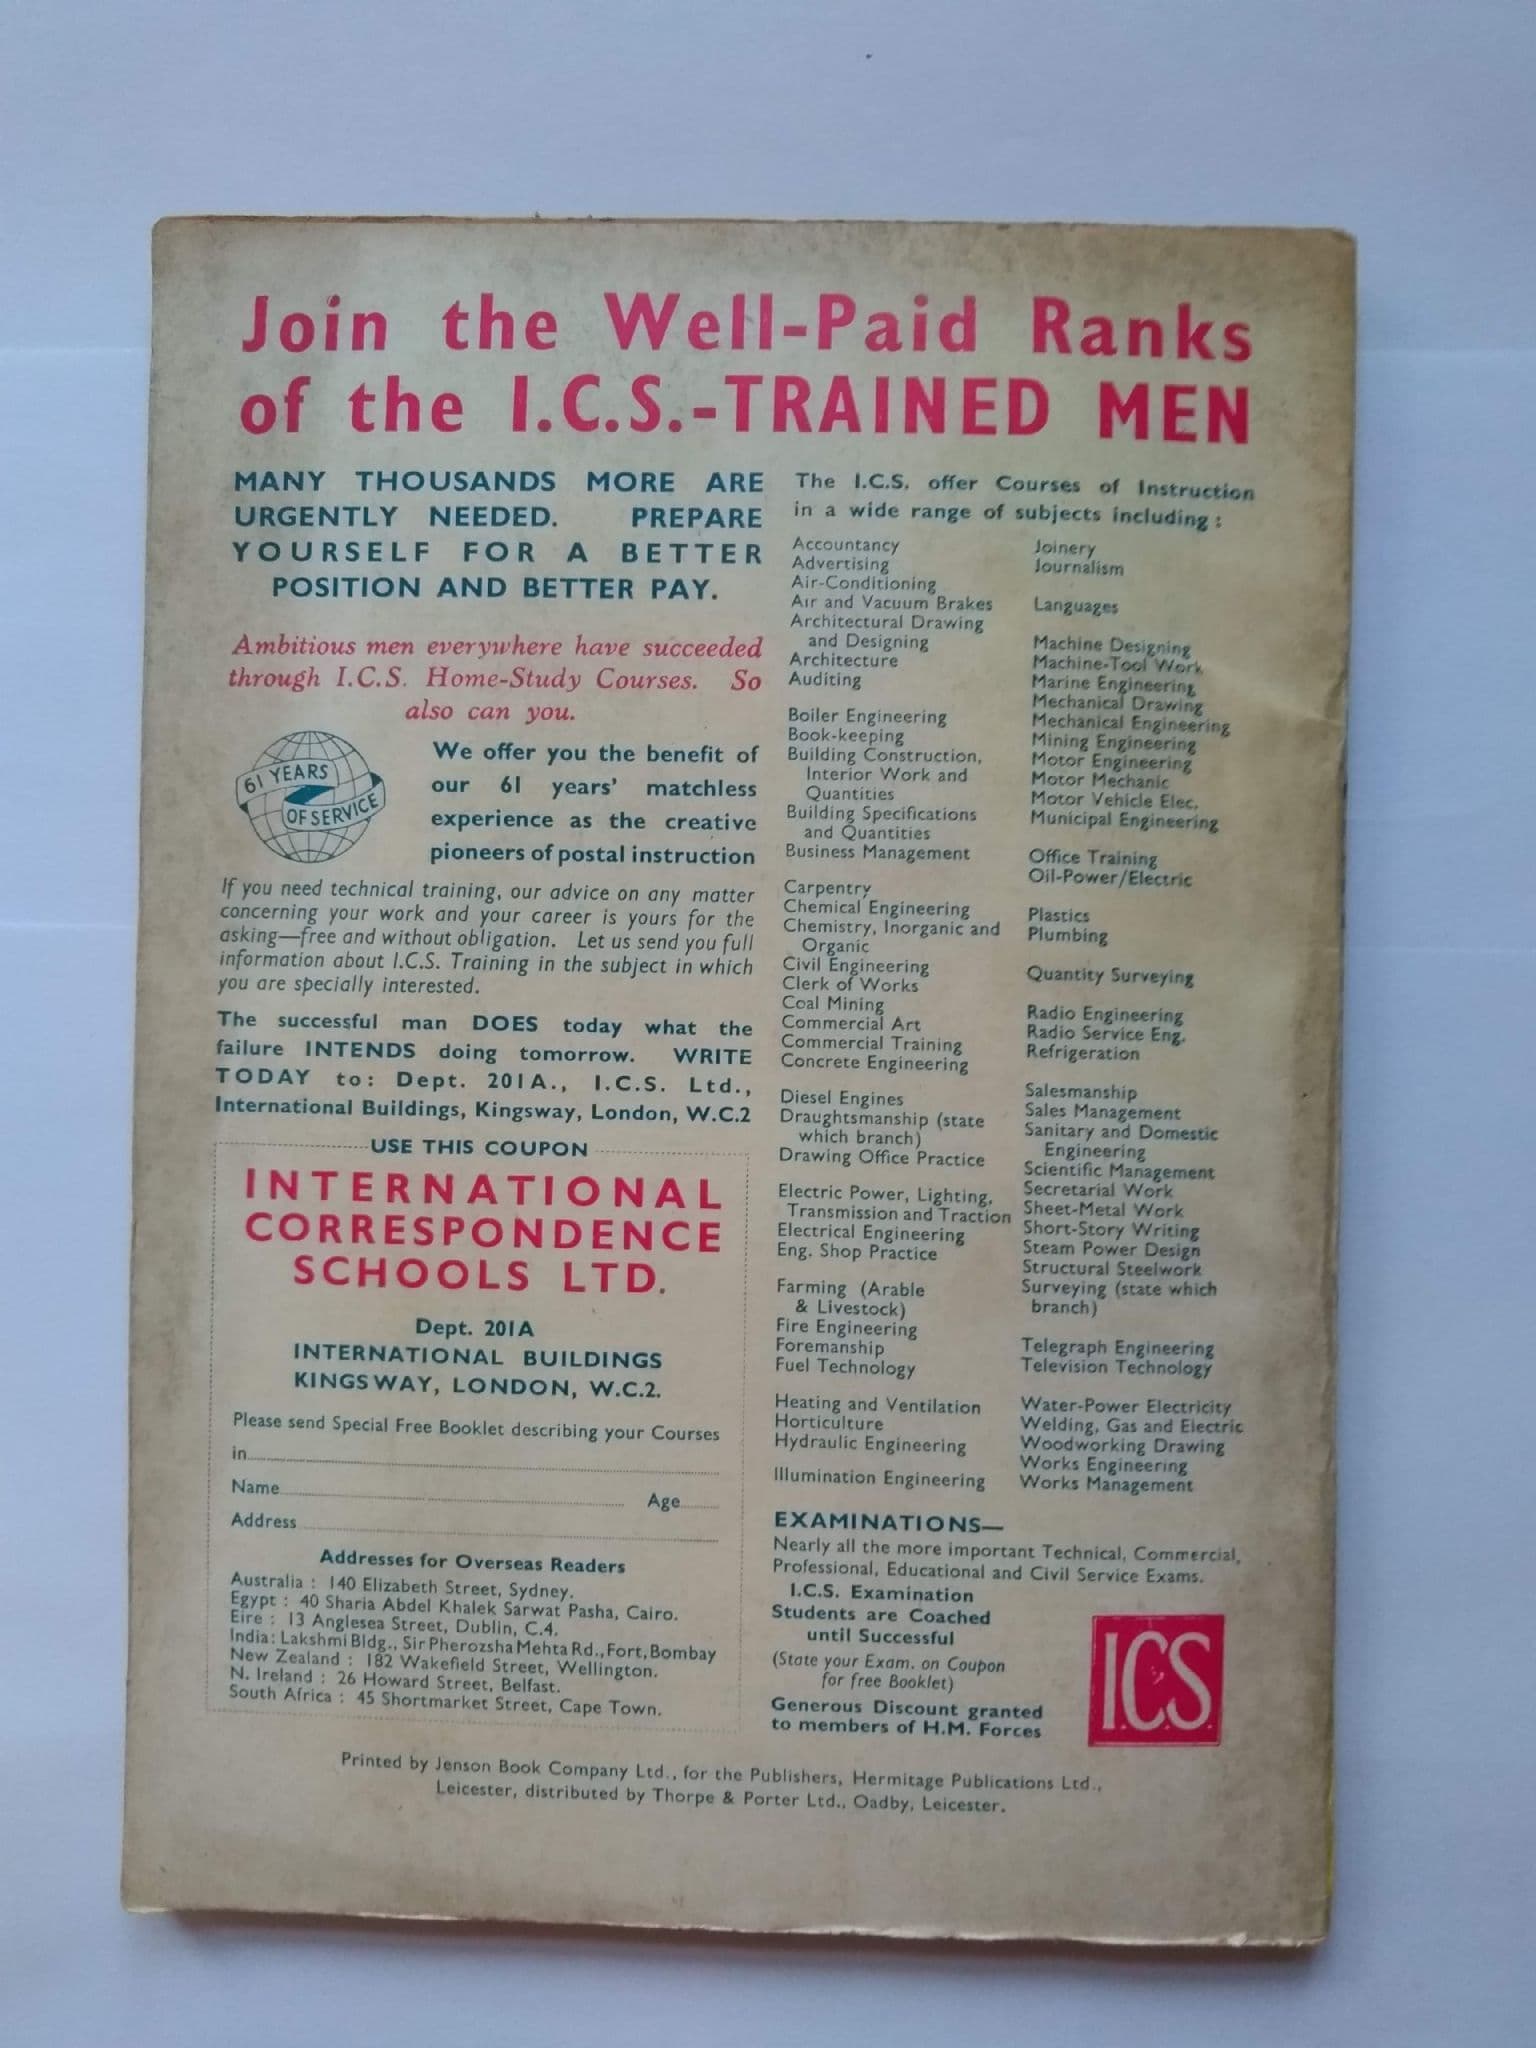 Join the Well-Paid Ranks
of the I.C.S.-TRAINED MEN
MANY THOUSANDS MORE ARE
URGENTLY NEEDED. PREPARE
YOURSELF FOR A BETTER
POSITION AND BETTER PAY.
Ambitious men everywhere have succeeded
through I.C.S. Home-Study Courses. So
also can you.
61 YEARS
OF SERVICE
We offer you the benefit of
our 61 years' matchless
experience as the creative
pioneers of postal instruction
If you need technical training, our advice on any matter
concerning your work and your career is yours for the
asking—free and without obligation. Let us send you full
information about I.C.S. Training in the subject in which
you are specially interested.
The successful man DOES today what the
failure INTENDS doing tomorrow. WRITE
TODAY to: Dept. 201A., I.C.S. Ltd.,
International Buildings, Kingsway, London, W.C.2
USE THIS COUPON
INTERNATIONAL
CORRESPONDENCE
SCHOOLS LTD.
Dept. 201A
INTERNATIONAL BUILDINGS
KINGSWAY, LONDON, W.C.2.
Please send Special Free Booklet describing your Courses
in
Name Age
Address
Addresses for Overseas Readers
Australia : 140 Elizabeth Street, Sydney.
Egypt : 40 Sharia Abdel Khalek Sarwat Pasha, Cairo.
Eire : 13 Anglesea Street, Dublin, C.4.
India: Lakshmi Bldg., Sir Pherozsha Mehta Rd., Fort, Bombay
New Zealand : 182 Wakefield Street, Wellington.
N. Ireland : 26 Howard Street, Belfast.
South Africa : 45 Shortmarket Street, Cape Town.
The I.C.S. offer Courses of Instruction
in a wide range of subjects including :
Accountancy
Advertising
Air-Conditioning
Air and Vacuum Brakes
Architectural Drawing
and Designing
Architecture
Auditing
Boiler Engineering
Book-keeping
Building Construction,
Interior Work and
Quantities
Building Specifications
and Quantities
Business Management
Carpentry
Chemical Engineering
Chemistry, Inorganic and
Organic
Civil Engineering
Clerk of Works
Coal Mining
Commercial Art
Commercial Training
Concrete Engineering
Diesel Engines
Draughtsmanship (state
which branch)
Drawing Office Practice
Electric Power, Lighting,
Transmission and Traction
Electrical Engineering
Eng. Shop Practice
Farming (Arable
& Livestock)
Fire Engineering
Foremanship
Fuel Technology
Heating and Ventilation
Horticulture
Hydraulic Engineering
Illumination Engineering
Joinery
Journalism
Languages
Machine Designing
Machine-Tool Work
Marine Engineering
Mechanical Drawing
Mechanical Engineering
Mining Engineering
Motor Engineering
Motor Mechanic
Motor Vehicle Elec.
Municipal Engineering
Office Training
Oil-Power/Electric
Plastics
Plumbing
Quantity Surveying
Radio Engineering
Radio Service Eng.
Refrigeration
Salesmanship
Sales Management
Sanitary and Domestic
Engineering
Scientific Management
Secretarial Work
Sheet-Metal Work
Short-Story Writing
Steam Power Design
Structural Steelwork
Surveying (state which
branch)
Telegraph Engineering
Television Technology
Water-Power Electricity
Welding, Gas and Electric
Woodworking Drawing
Works Engineering
Works Management
EXAMINATIONS—
Nearly all the more important Technical, Commercial,
Professional, Educational and Civil Service Exams.
I.C.S. Examination
Students are Coached
until Successful
(State your Exam. on Coupon
for free Booklet)
Generous Discount granted
to members of H.M. Forces
I.C.S.
Printed by Jenson Book Company Ltd., for the Publishers, Hermitage Publications Ltd.,
Leicester, distributed by Thorpe & Porter Ltd., Oadby, Leicester.